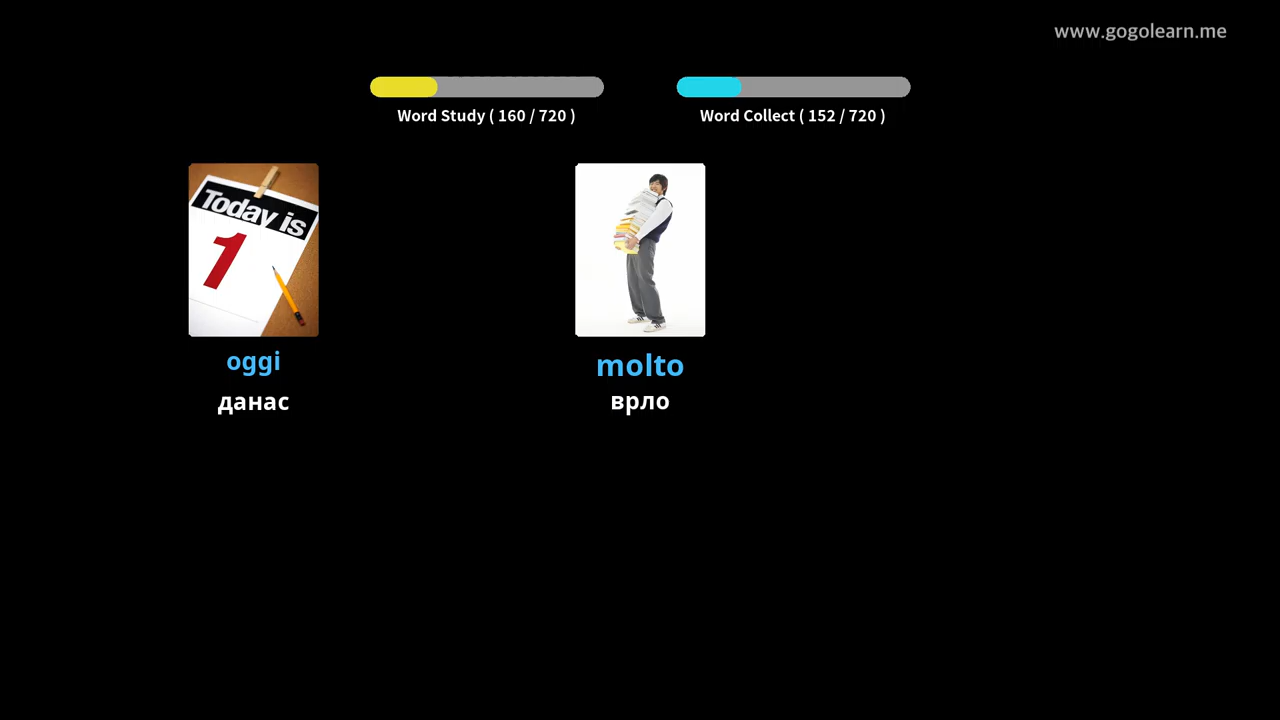 www.gogolearn.me
Word Study ( 160 / 720 )
Word Collect ( 152 / 720 )
Today is
1
oggi
данас
molto
врло